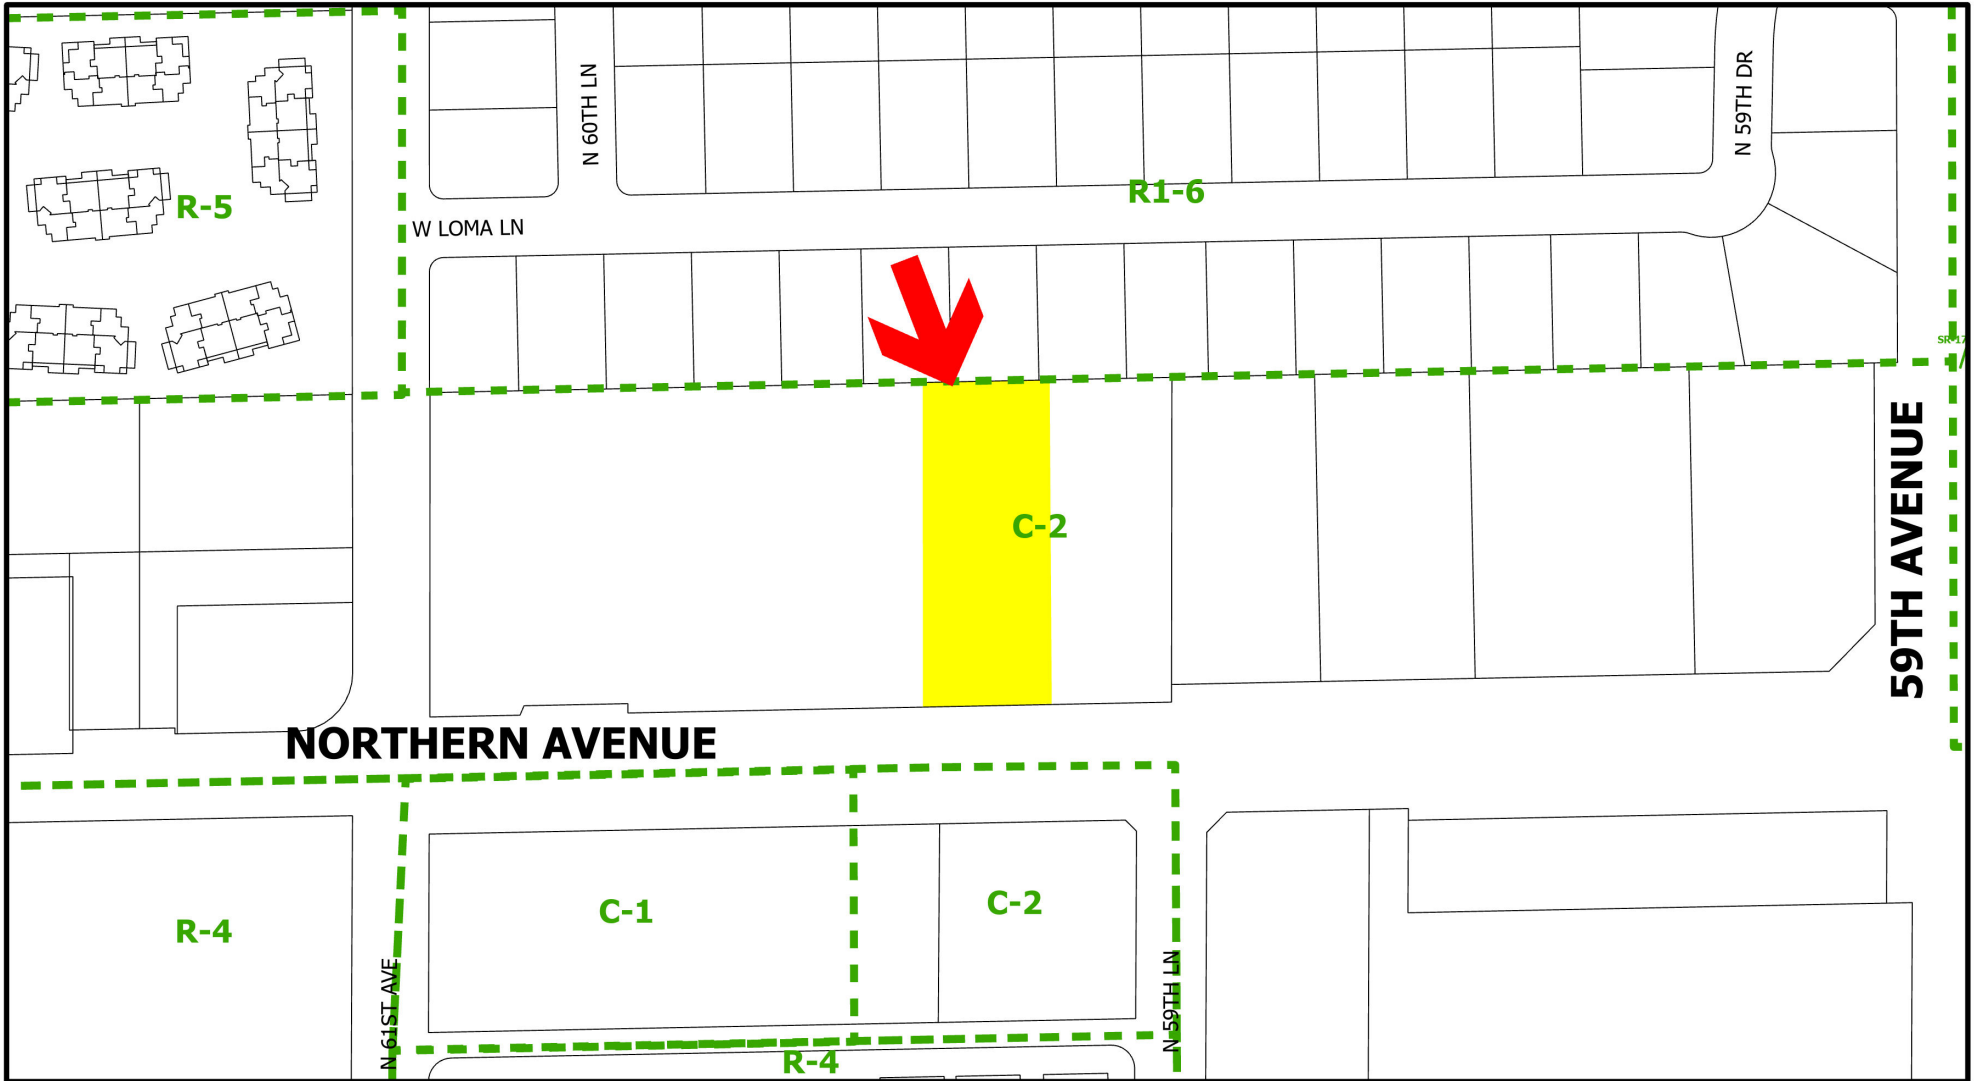 N 60TH LN
N 59TH DR
R1-6
R-5
W LOMA LN
59TH AVENUE
C-2
NORTHERN AVENUE
C-1
C-2
R-4
N 61ST AVE
N 59TH LN
R-4